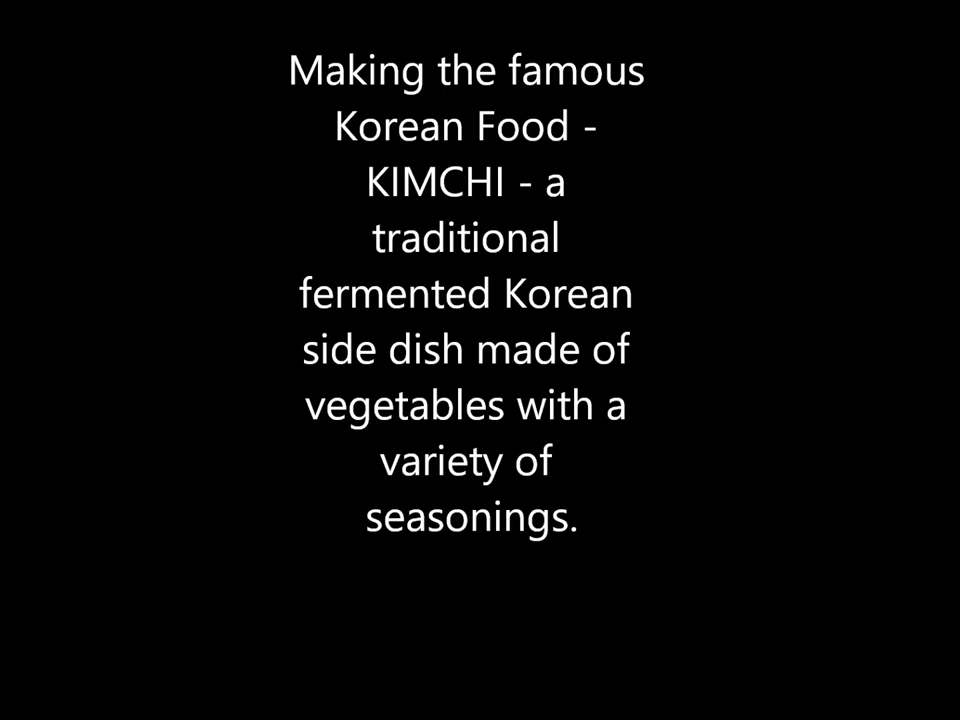 Making the famous
Korean Food -
KIMCHI - a
traditional
fermented Korean
side dish made of
vegetables with a
variety of
seasonings.